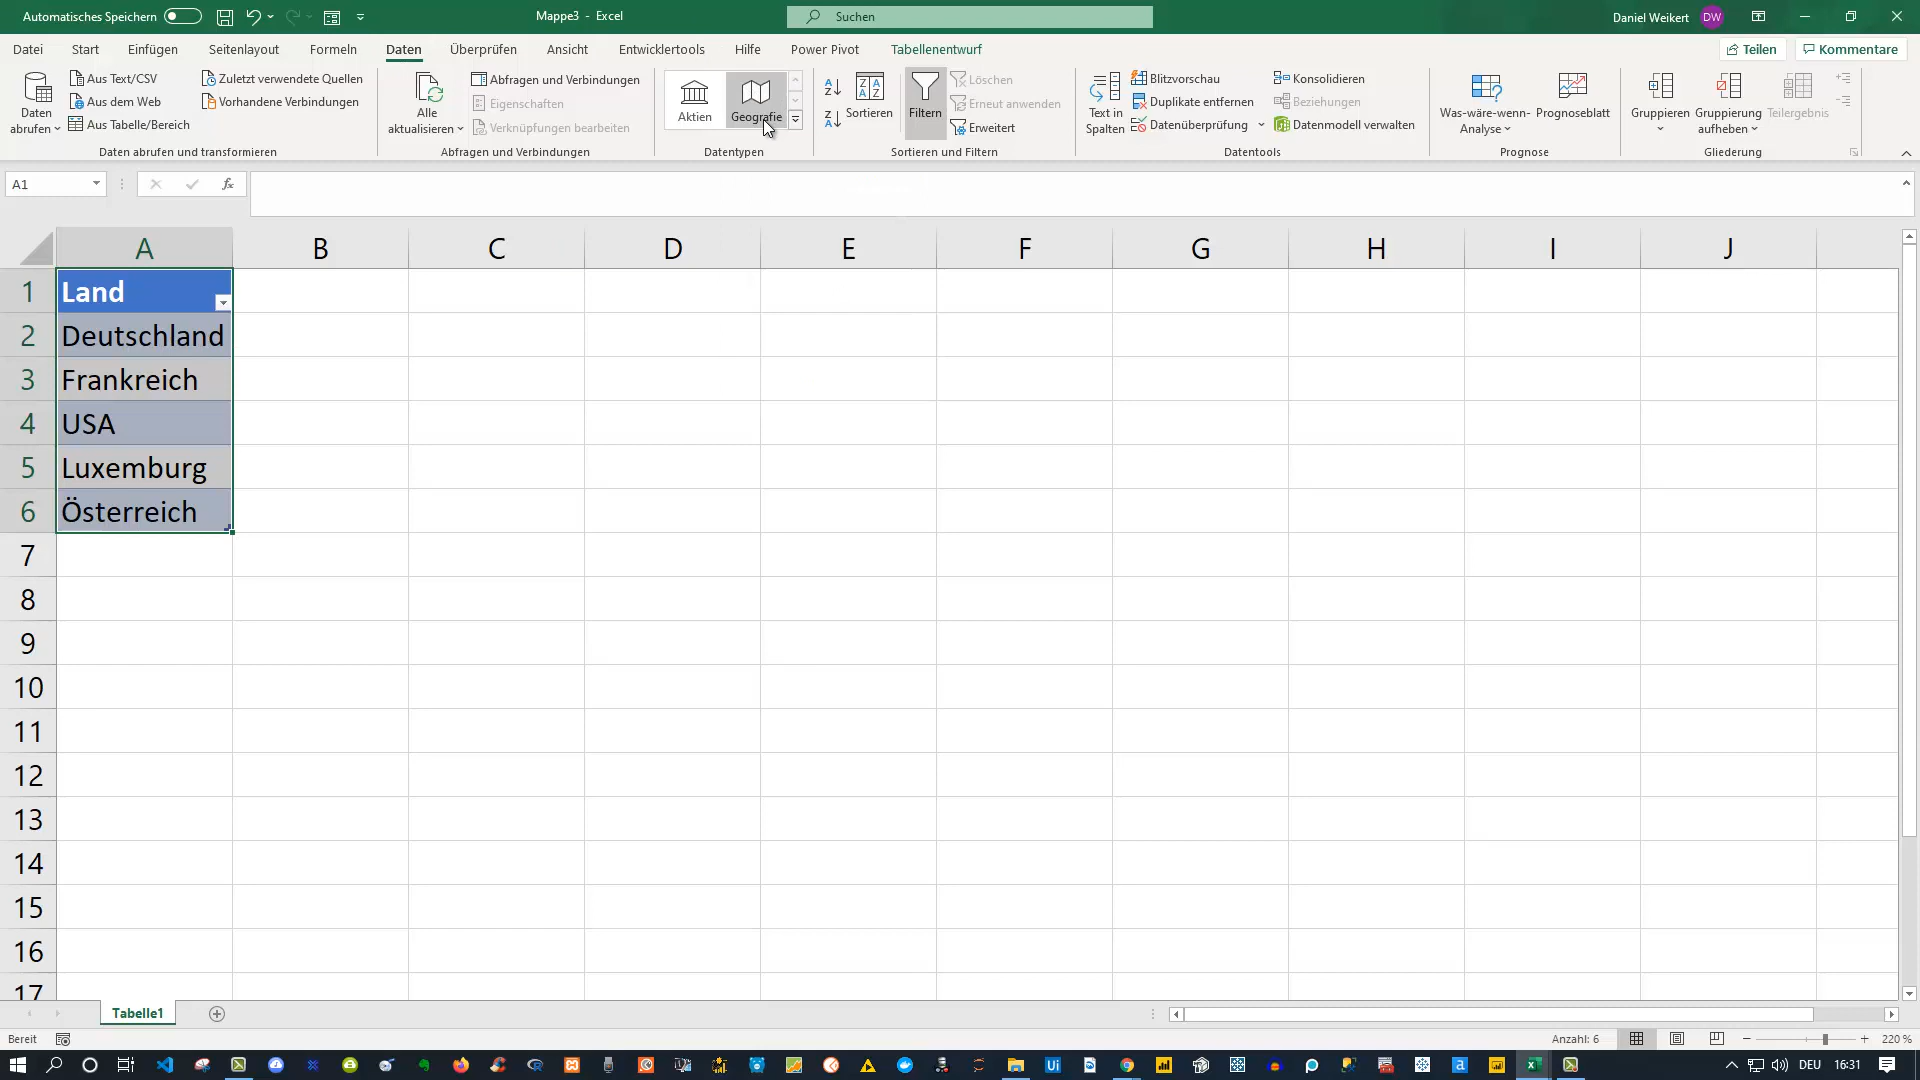 Automatisches Speichern
Mappe3 - Excel
Suchen
Daniel Weikert
DW
Datei
Start
Einfügen
Seitenlayout
Formeln
Daten
Überprüfen
Ansicht
Entwicklertools
Hilfe
Power Pivot
Tabellenentwurf
Teilen
Kommentare
Daten abrufen
Aus Text/CSV
Aus dem Web
Aus Tabelle/Bereich
Zuletzt verwendete Quellen
Vorhandene Verbindungen
Daten abrufen und transformieren
Alle aktualisieren
Abfragen und Verbindungen
Eigenschaften
Verknüpfungen bearbeiten
Abfragen und Verbindungen
Aktien
Geografie
Datentypen
Sortieren
Filtern
Löschen
Erneut anwenden
Erweitert
Sortieren und Filtern
Text in Spalten
Blitzvorschau
Duplikate entfernen
Datenüberprüfung
Konsolidieren
Beziehungen
Datenmodell verwalten
Datentools
Was-wäre-wenn-Analyse
Prognoseblatt
Prognose
Gruppieren
Gruppierung aufheben
Teilergebnis
Gliederung
A1
fx
A B C D E F G H I J
1 Land
2 Deutschland
3 Frankreich
4 USA
5 Luxemburg
6 Österreich
7
8
9
10
11
12
13
14
15
16
17
Tabelle1
Bereit
Anzahl: 6
220 %
DEU
16:31